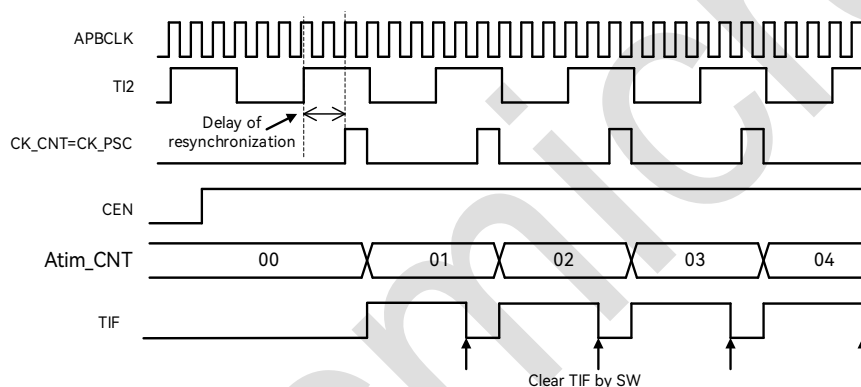 APBCLK
TI2
Delay of
resynchronization
CK_CNT=CK_PSC
CEN
Atim_CNT
00
01
02
03
04
TIF
Clear TIF by SW